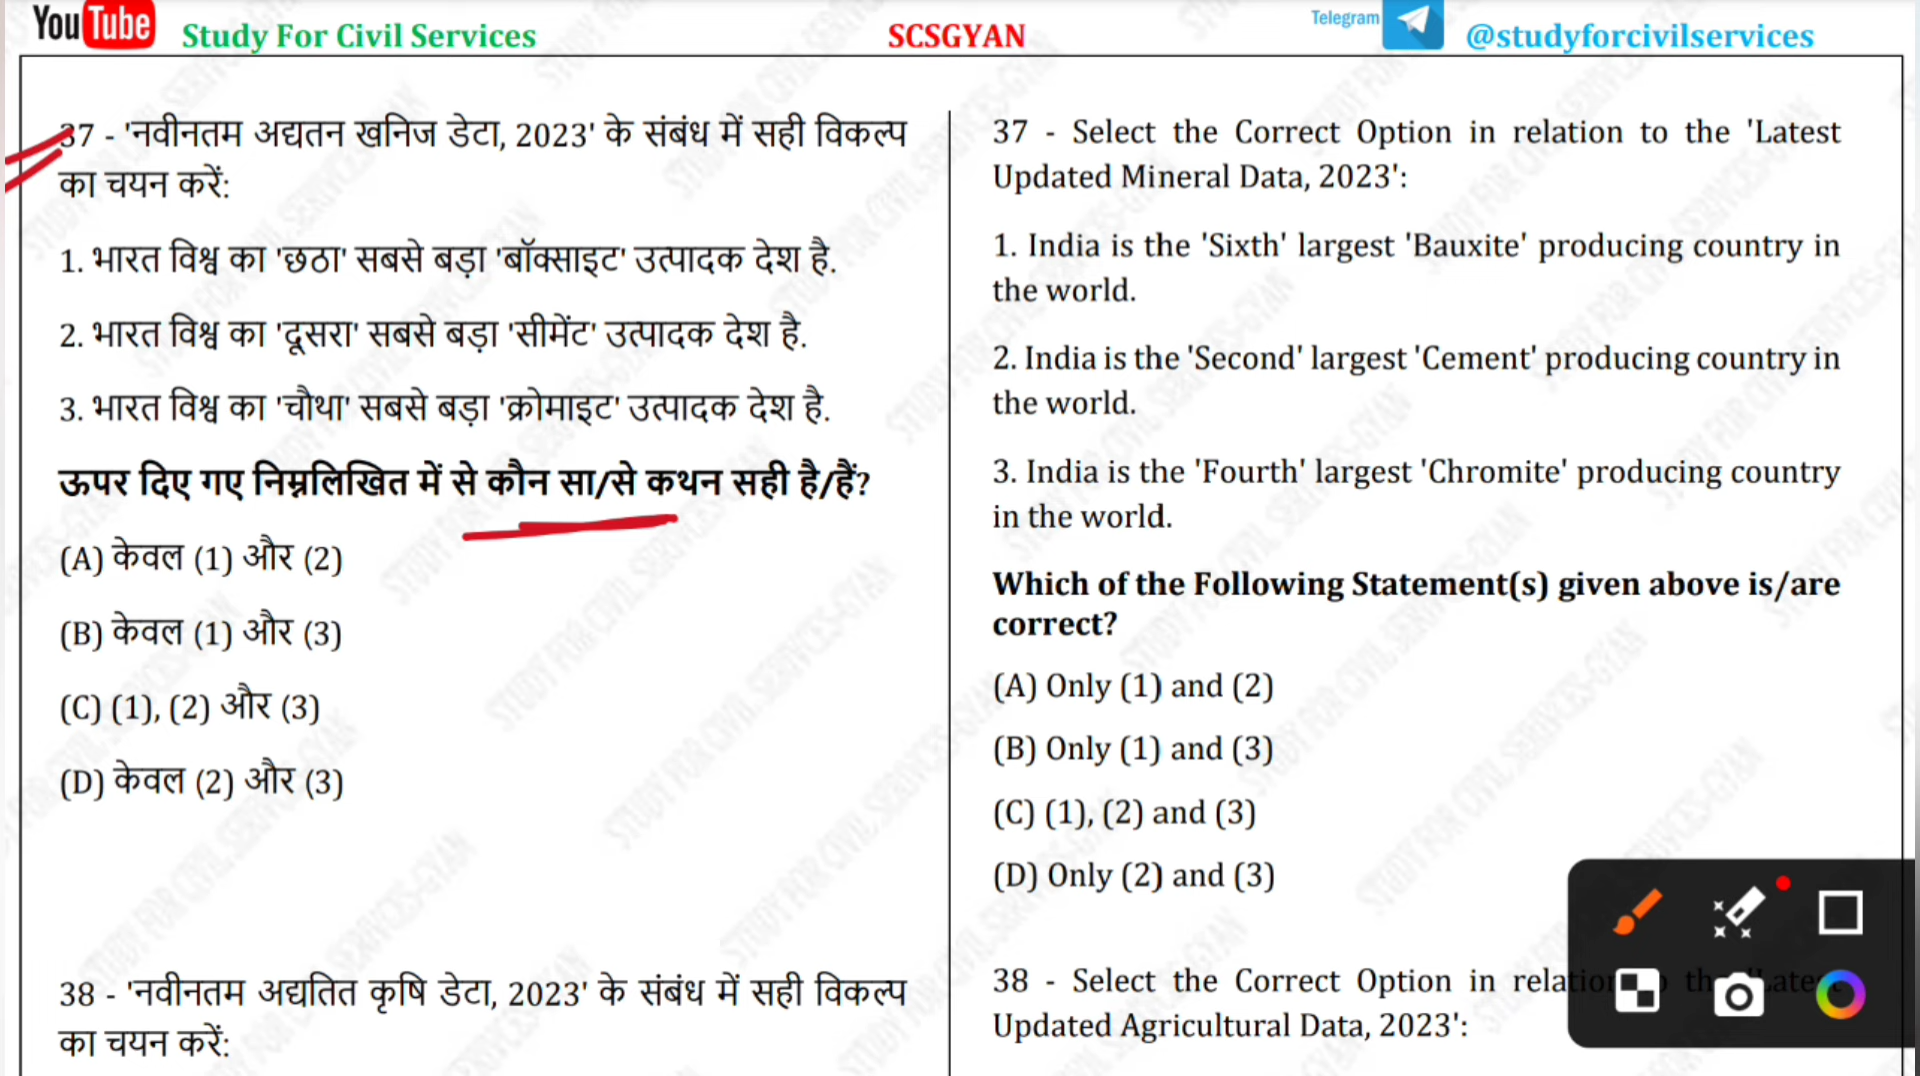 YouTube Study For Civil Services SCSGYAN Telegram @studyforcivilservices
37 - 'नवीनतम अद्यतन खनिज डेटा, 2023' के संबंध में सही विकल्प
का चयन करें:
1. भारत विश्व का 'छठा' सबसे बड़ा 'बॉक्साइट' उत्पादक देश है.
2. भारत विश्व का 'दूसरा' सबसे बड़ा 'सीमेंट' उत्पादक देश है.
3. भारत विश्व का 'चौथा' सबसे बड़ा 'क्रोमाइट' उत्पादक देश है.
ऊपर दिए गए निम्नलिखित में से कौन सा/से कथन सही है/हैं?
(A) केवल (1) और (2)
(B) केवल (1) और (3)
(C) (1), (2) और (3)
(D) केवल (2) और (3)
38 - 'नवीनतम अद्यतित कृषि डेटा, 2023' के संबंध में सही विकल्प
का चयन करें:
37 - Select the Correct Option in relation to the 'Latest
Updated Mineral Data, 2023':
1. India is the 'Sixth' largest 'Bauxite' producing country in
the world.
2. India is the 'Second' largest 'Cement' producing country in
the world.
3. India is the 'Fourth' largest 'Chromite' producing country
in the world.
Which of the Following Statement(s) given above is/are
correct?
(A) Only (1) and (2)
(B) Only (1) and (3)
(C) (1), (2) and (3)
(D) Only (2) and (3)
38 - Select the Correct Option in relation
Updated Agricultural Data, 2023':